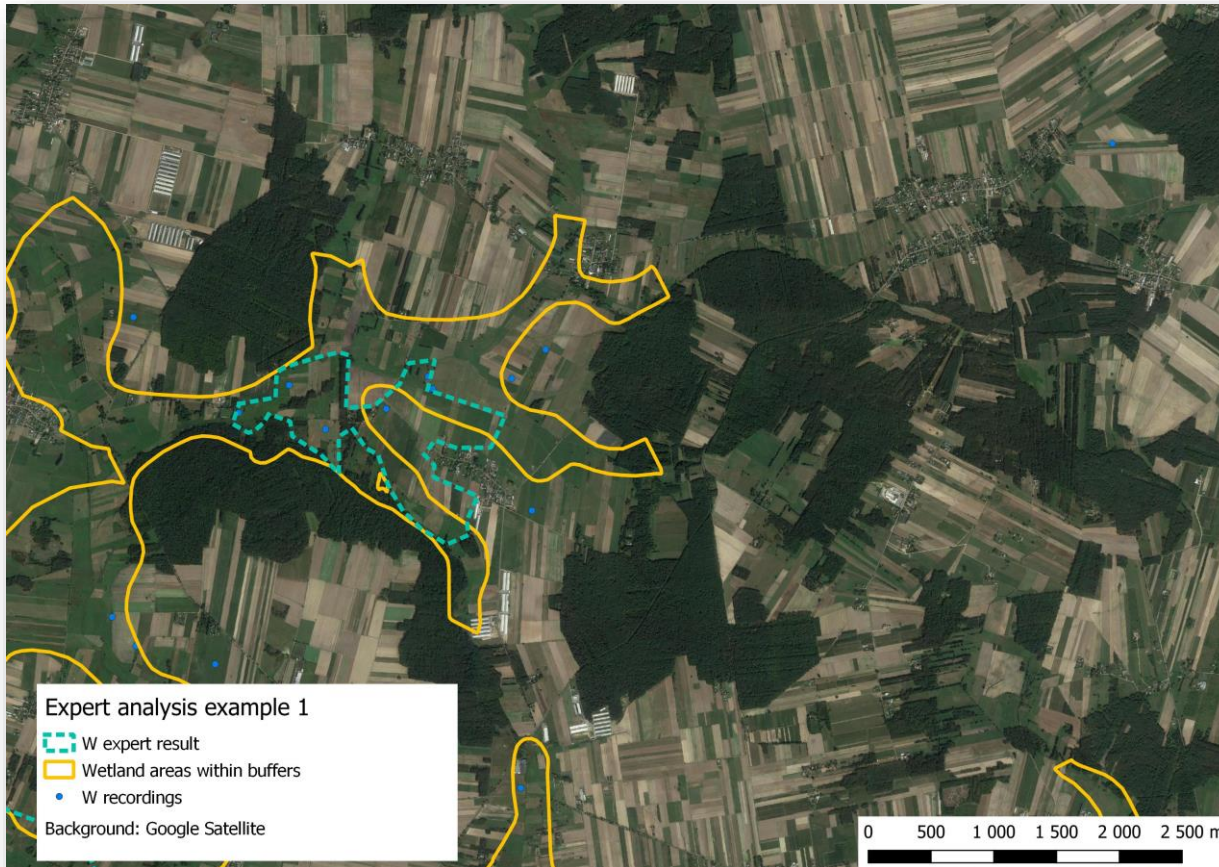 Expert analysis example 1
W expert result
Wetland areas within buffers
W recordings
Background: Google Satellite
0 500 1 000 1 500 2 000 2 500 m